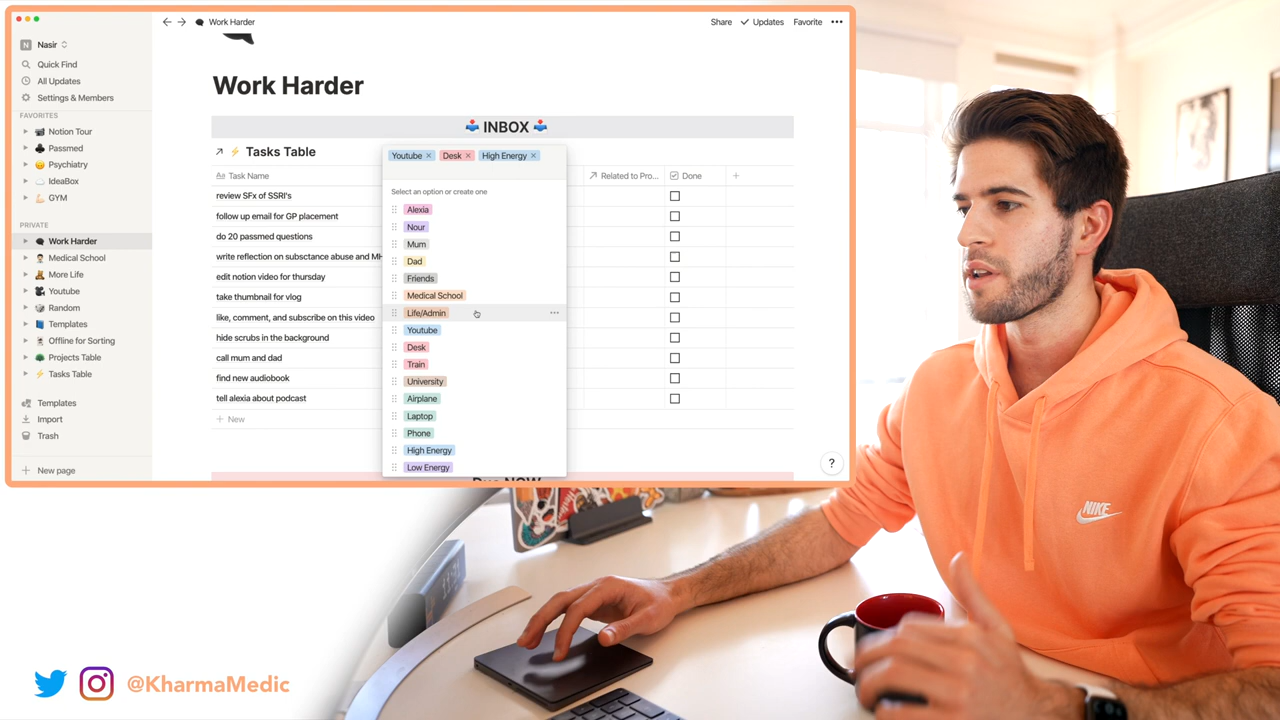 Work Harder
Share
Updates
Favorite
N Nasir
Quick Find
All Updates
Settings & Members
FAVORITES
Notion Tour
Passmed
Psychiatry
IdeaBox
GYM
PRIVATE
Work Harder
Medical School
More Life
Youtube
Random
Templates
Offline for Sorting
Projects Table
Tasks Table
Templates
Import
Trash
New page
Work Harder
INBOX
Tasks Table
Aa Task Name
Related to Pro...
Done
review SFx of SSRI's
follow up email for GP placement
do 20 passmed questions
write reflection on subsctance abuse and MH
edit notion video for thursday
take thumbnail for vlog
like, comment, and subscribe on this video
hide scrubs in the background
call mum and dad
find new audiobook
tell alexia about podcast
New
Youtube
Desk
High Energy
Select an option or create one
Alexia
Nour
Mum
Dad
Friends
Medical School
Life/Admin
Youtube
Desk
Train
University
Airplane
Laptop
Phone
High Energy
Low Energy
?
NIKE
@KharmaMedic